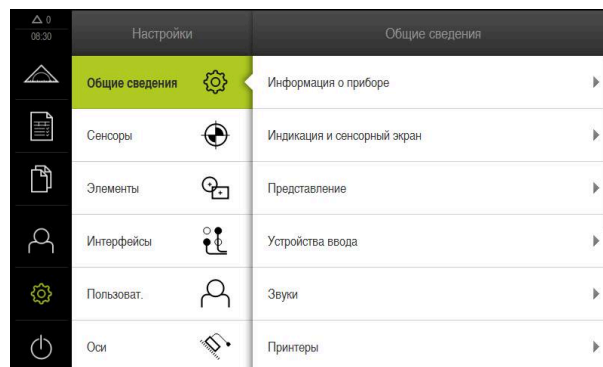 0
08:30
Настройки
Общие сведения
Общие сведения
Сенсоры
Элементы
Интерфейсы
Пользоват.
Оси
Информация о приборе
Индикация и сенсорный экран
Представление
Устройства ввода
Звуки
Принтеры